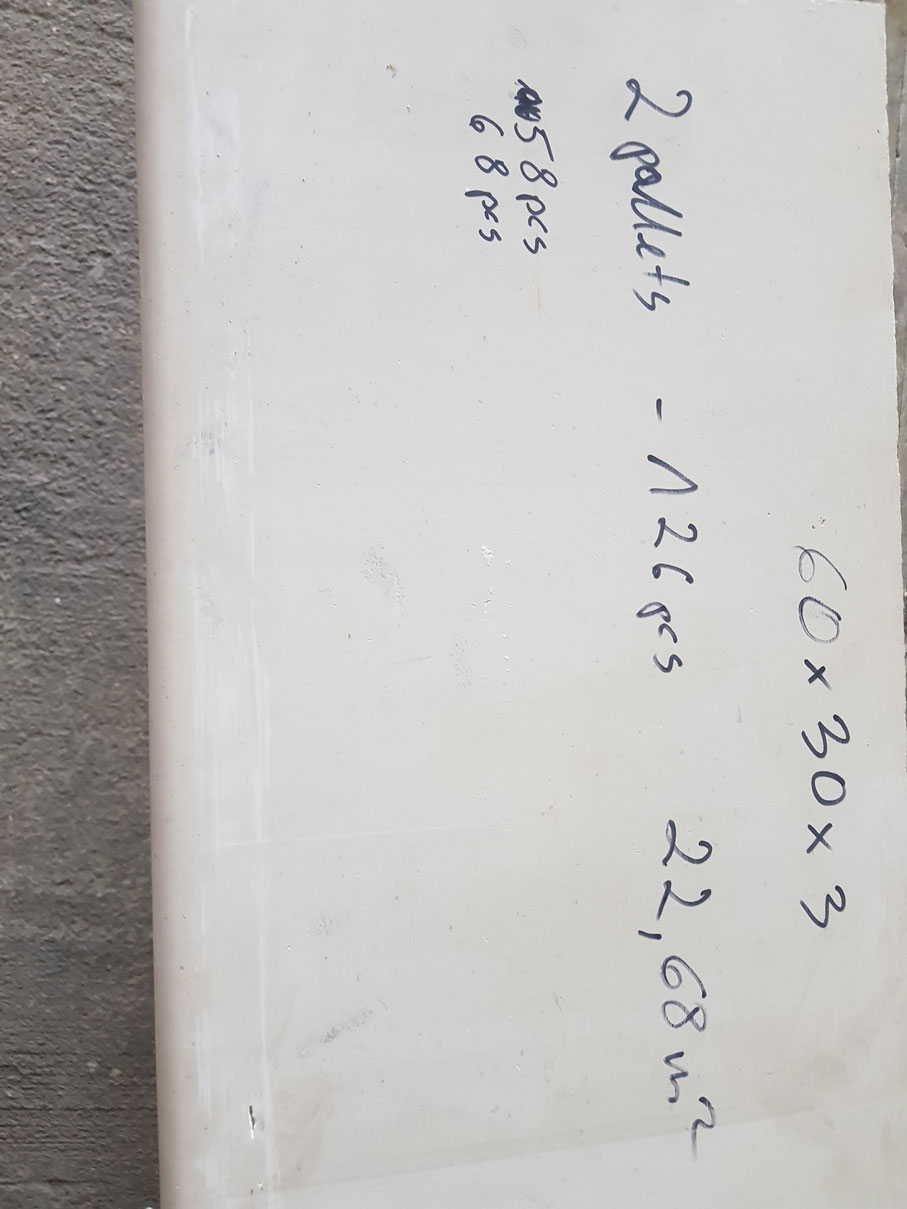 60 x 30 x 3
2 pallets - 126 pcs 22,68 m²
58 pcs
68 pcs